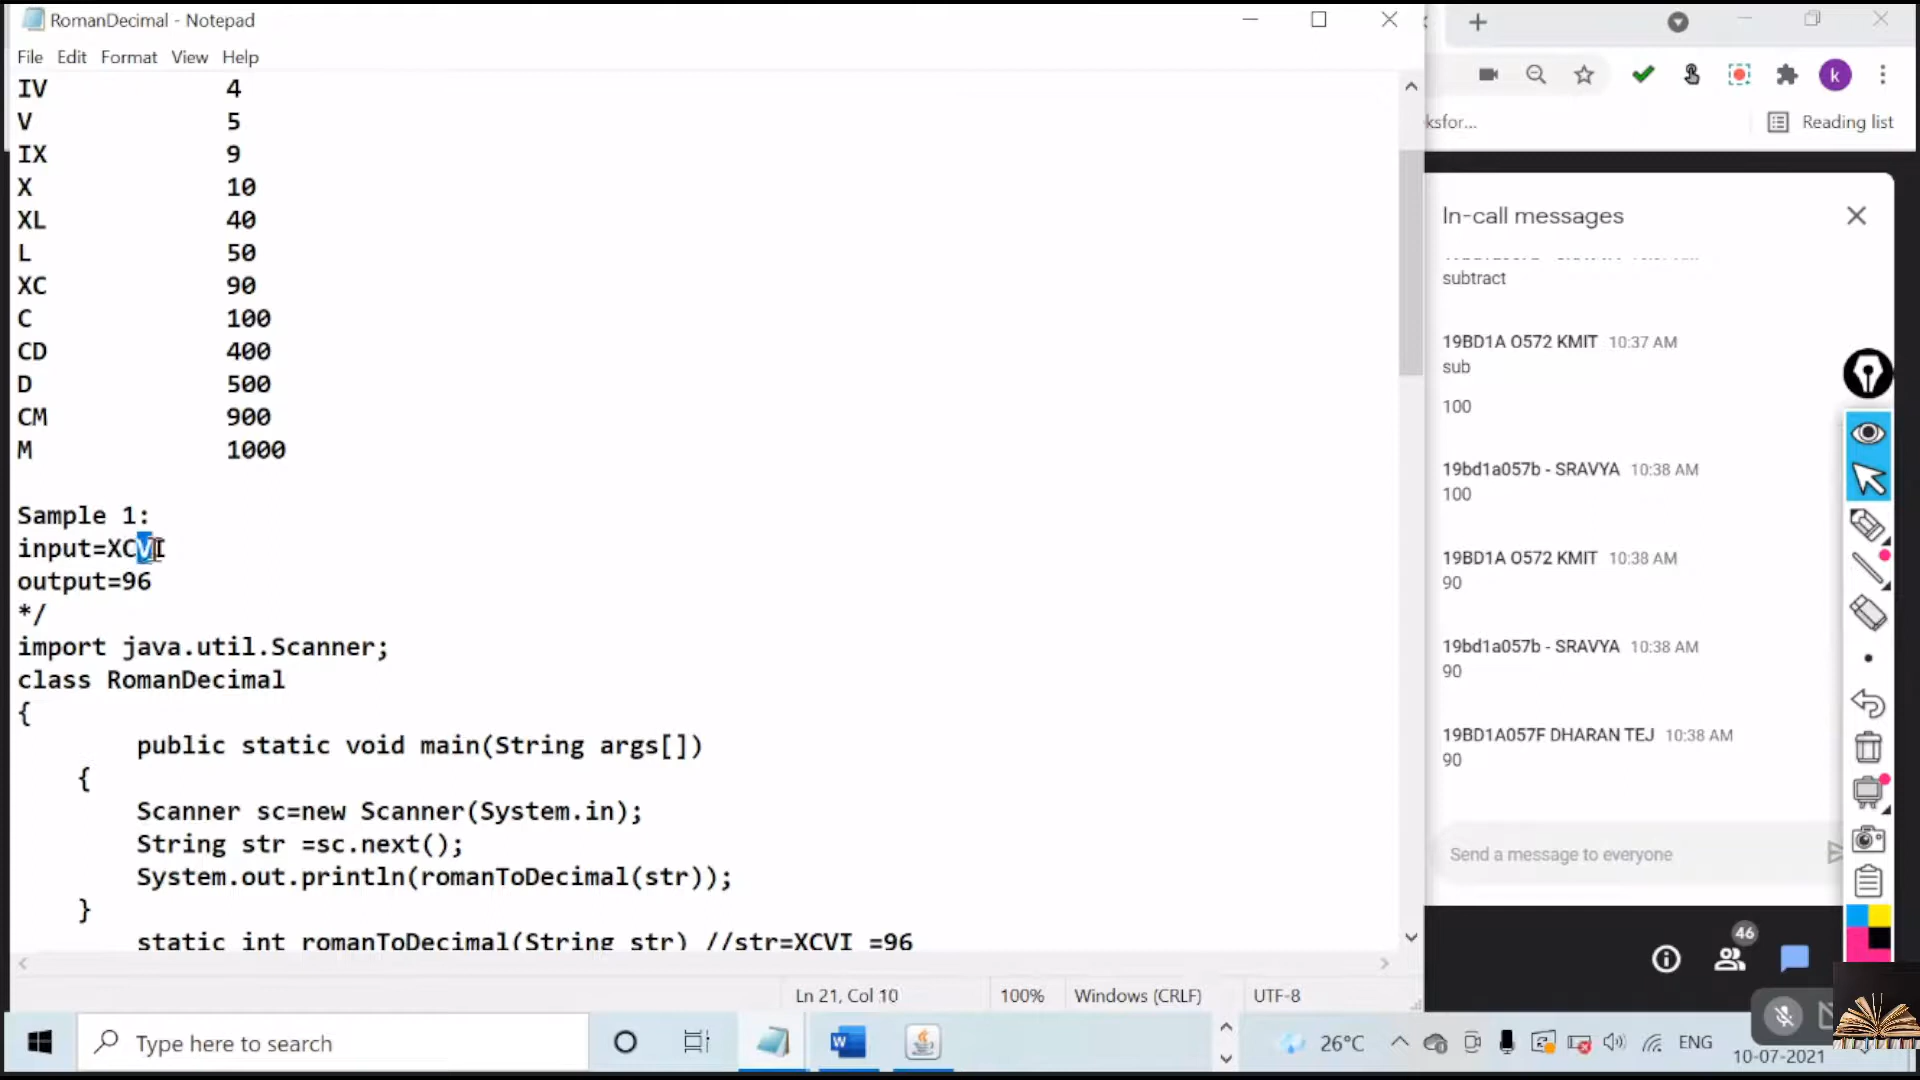 RomanDecimal - Notepad
File Edit Format View Help
IV 4
V 5
IX 9
X 10
XL 40
L 50
XC 90
C 100
CD 400
D 500
CM 900
M 1000
Sample 1:
input=XCVI
output=96
*/
import java.util.Scanner;
class RomanDecimal
{
public static void main(String args[])
{
Scanner sc=new Scanner(System.in);
String str =sc.next();
System.out.println(romanToDecimal(str));
}
static int romanToDecimal(String str) //str=XCVI =96
Ln 21, Col 10 100% Windows (CRLF) UTF-8
k
ksfor... Reading list
In-call messages
subtract
19BD1A O572 KMIT 10:37 AM
sub
100
19bd1a057b - SRAVYA 10:38 AM
100
19BD1A O572 KMIT 10:38 AM
90
19bd1a057b - SRAVYA 10:38 AM
90
19BD1A057F DHARAN TEJ 10:38 AM
90
Send a message to everyone
46
Type here to search
W
26°C ENG
10-07-2021